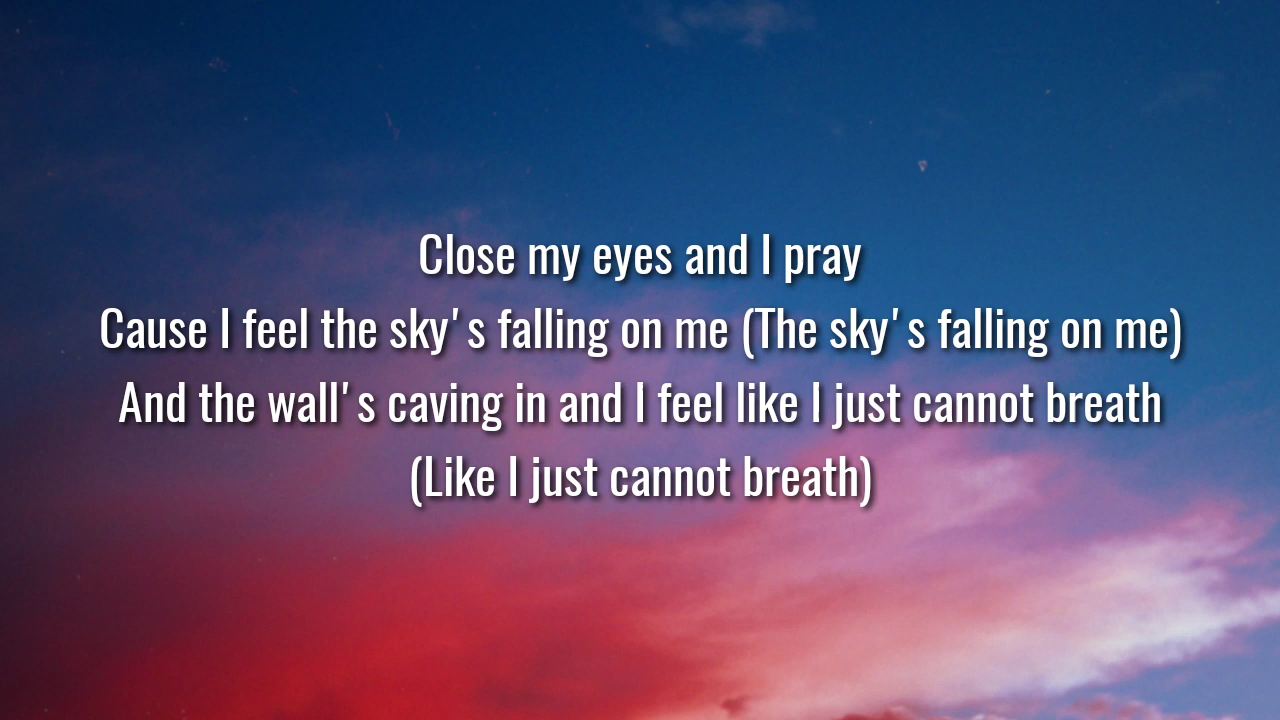 Close my eyes and I pray
Cause I feel the sky's falling on me (The sky's falling on me)
And the wall's caving in and I feel like I just cannot breath
(Like I just cannot breath)